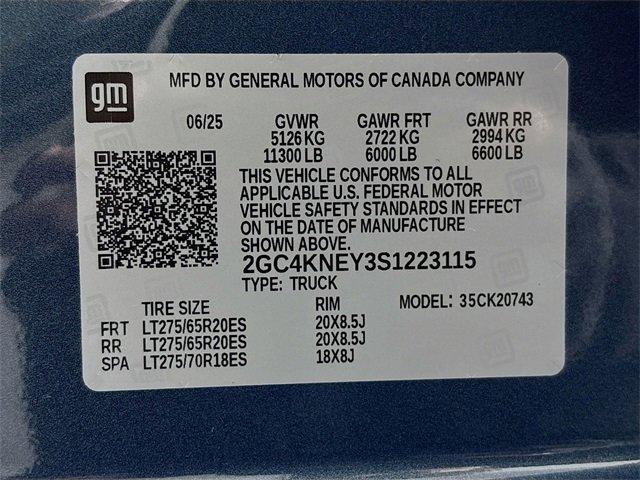 gm
MFD BY GENERAL MOTORS OF CANADA COMPANY
06/25 GVWR GAWR FRT GAWR RR
5126 KG 2722 KG 2994 KG
11300 LB 6000 LB 6600 LB
THIS VEHICLE CONFORMS TO ALL
APPLICABLE U.S. FEDERAL MOTOR
VEHICLE SAFETY STANDARDS IN EFFECT
ON THE DATE OF MANUFACTURE
SHOWN ABOVE.
2GC4KNEY3S1223115
TYPE: TRUCK
TIRE SIZE RIM MODEL: 35CK20743
FRT LT275/65R20ES 20X8.5J
RR LT275/65R20ES 20X8.5J
SPA LT275/70R18ES 18X8J